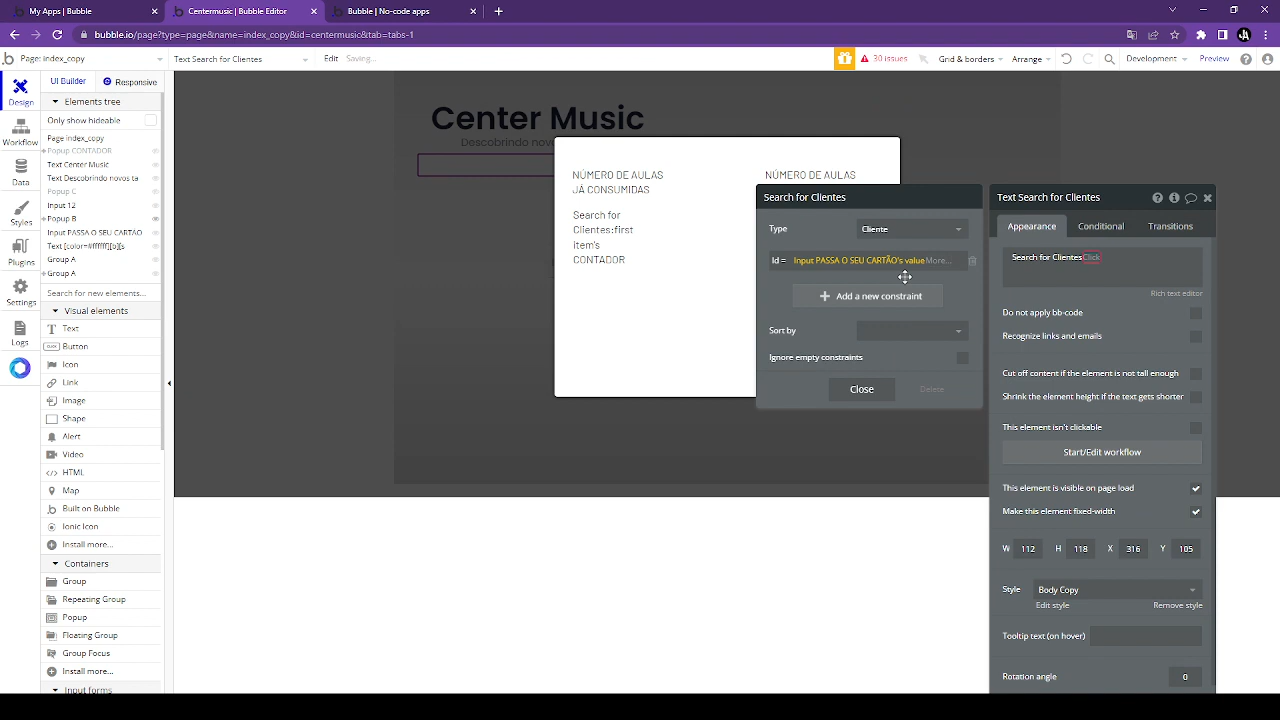 My Apps | Bubble
Centermusic | Bubble Editor
Bubble | No-code apps
bubble.io/page?type=page&name=index_copy&id=centermusic&tab=tabs-1
Page: index_copy
Text Search for Clientes
Edit
Saving...
30 issues
Grid & borders
Arrange
Development
Preview
Design
Workflow
Data
Styles
Plugins
Settings
Logs
UI Builder
Responsive
Elements tree
Only show hideable
Page index_copy
Popup CONTADOR
Text Center Music
Text Descobrindo novos ta
Popup C
Input 12
Popup B
Input PASSA O SEU CARTÃO
Text [color=#ffffff][b][s
Group A
Group A
Search for new elements...
Visual elements
Text
Button
Icon
Link
Image
Shape
Alert
Video
HTML
Map
Built on Bubble
Ionic Icon
Install more...
Containers
Group
Repeating Group
Popup
Floating Group
Group Focus
Install more...
Input forms
Center Music
Descobrindo novo
NÚMERO DE AULAS
JÁ CONSUMIDAS
Search for
Clientes:first
item's
CONTADOR
NÚMERO DE AULAS
Search for Clientes
Type
Cliente
Id = Input PASSA O SEU CARTÃO's value More...
Add a new constraint
Sort by
Ignore empty constraints
Close
Delete
Text Search for Clientes
Appearance
Conditional
Transitions
Search for Clientes Click
Rich text editor
Do not apply bb-code
Recognize links and emails
Cut off content if the element is not tall enough
Shrink the element height if the text gets shorter
This element isn't clickable
Start/Edit workflow
This element is visible on page load
Make this element fixed-width
W 112 H 118 X 316 Y 105
Style
Body Copy
Edit style
Remove style
Tooltip text (on hover)
Rotation angle
0